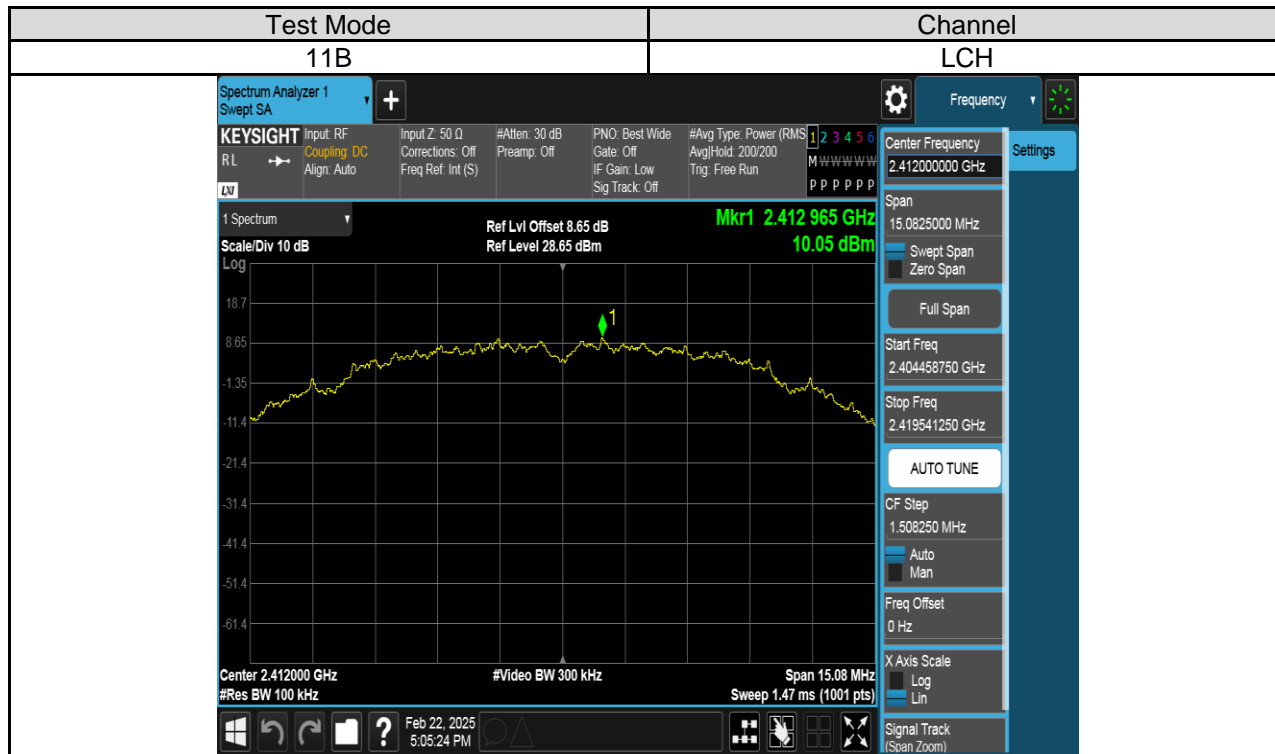 Test Mode Channel
11B LCH
Spectrum Analyzer 1
Swept SA
+
Frequency
KEYSIGHT
R L
LXI
Input: RF
Coupling: DC
Align: Auto
Input Z: 50 Ω
Corrections: Off
Freq Ref: Int (S)
#Atten: 30 dB
Preamp: Off
PNO: Best Wide
Gate: Off
IF Gain: Low
Sig Track: Off
#Avg Type: Power (RMS
Avg|Hold: 200/200
Trig: Free Run
1 2 3 4 5 6
M W W W W W
P P P P P P
1 Spectrum
Scale/Div 10 dB
Ref Lvl Offset 8.65 dB
Ref Level 28.65 dBm
Mkr1 2.412 965 GHz
10.05 dBm
Log
18.7
8.65
-1.35
-11.4
-21.4
-31.4
-41.4
-51.4
-61.4
1
Center 2.412000 GHz
#Res BW 100 kHz
#Video BW 300 kHz
Span 15.08 MHz
Sweep 1.47 ms (1001 pts)
Center Frequency
2.412000000 GHz
Settings
Span
15.0825000 MHz
Swept Span
Zero Span
Full Span
Start Freq
2.404458750 GHz
Stop Freq
2.419541250 GHz
AUTO TUNE
CF Step
1.508250 MHz
Auto
Man
Freq Offset
0 Hz
X Axis Scale
Log
Lin
Signal Track
(Span Zoom)
?
Feb 22, 2025
5:05:24 PM